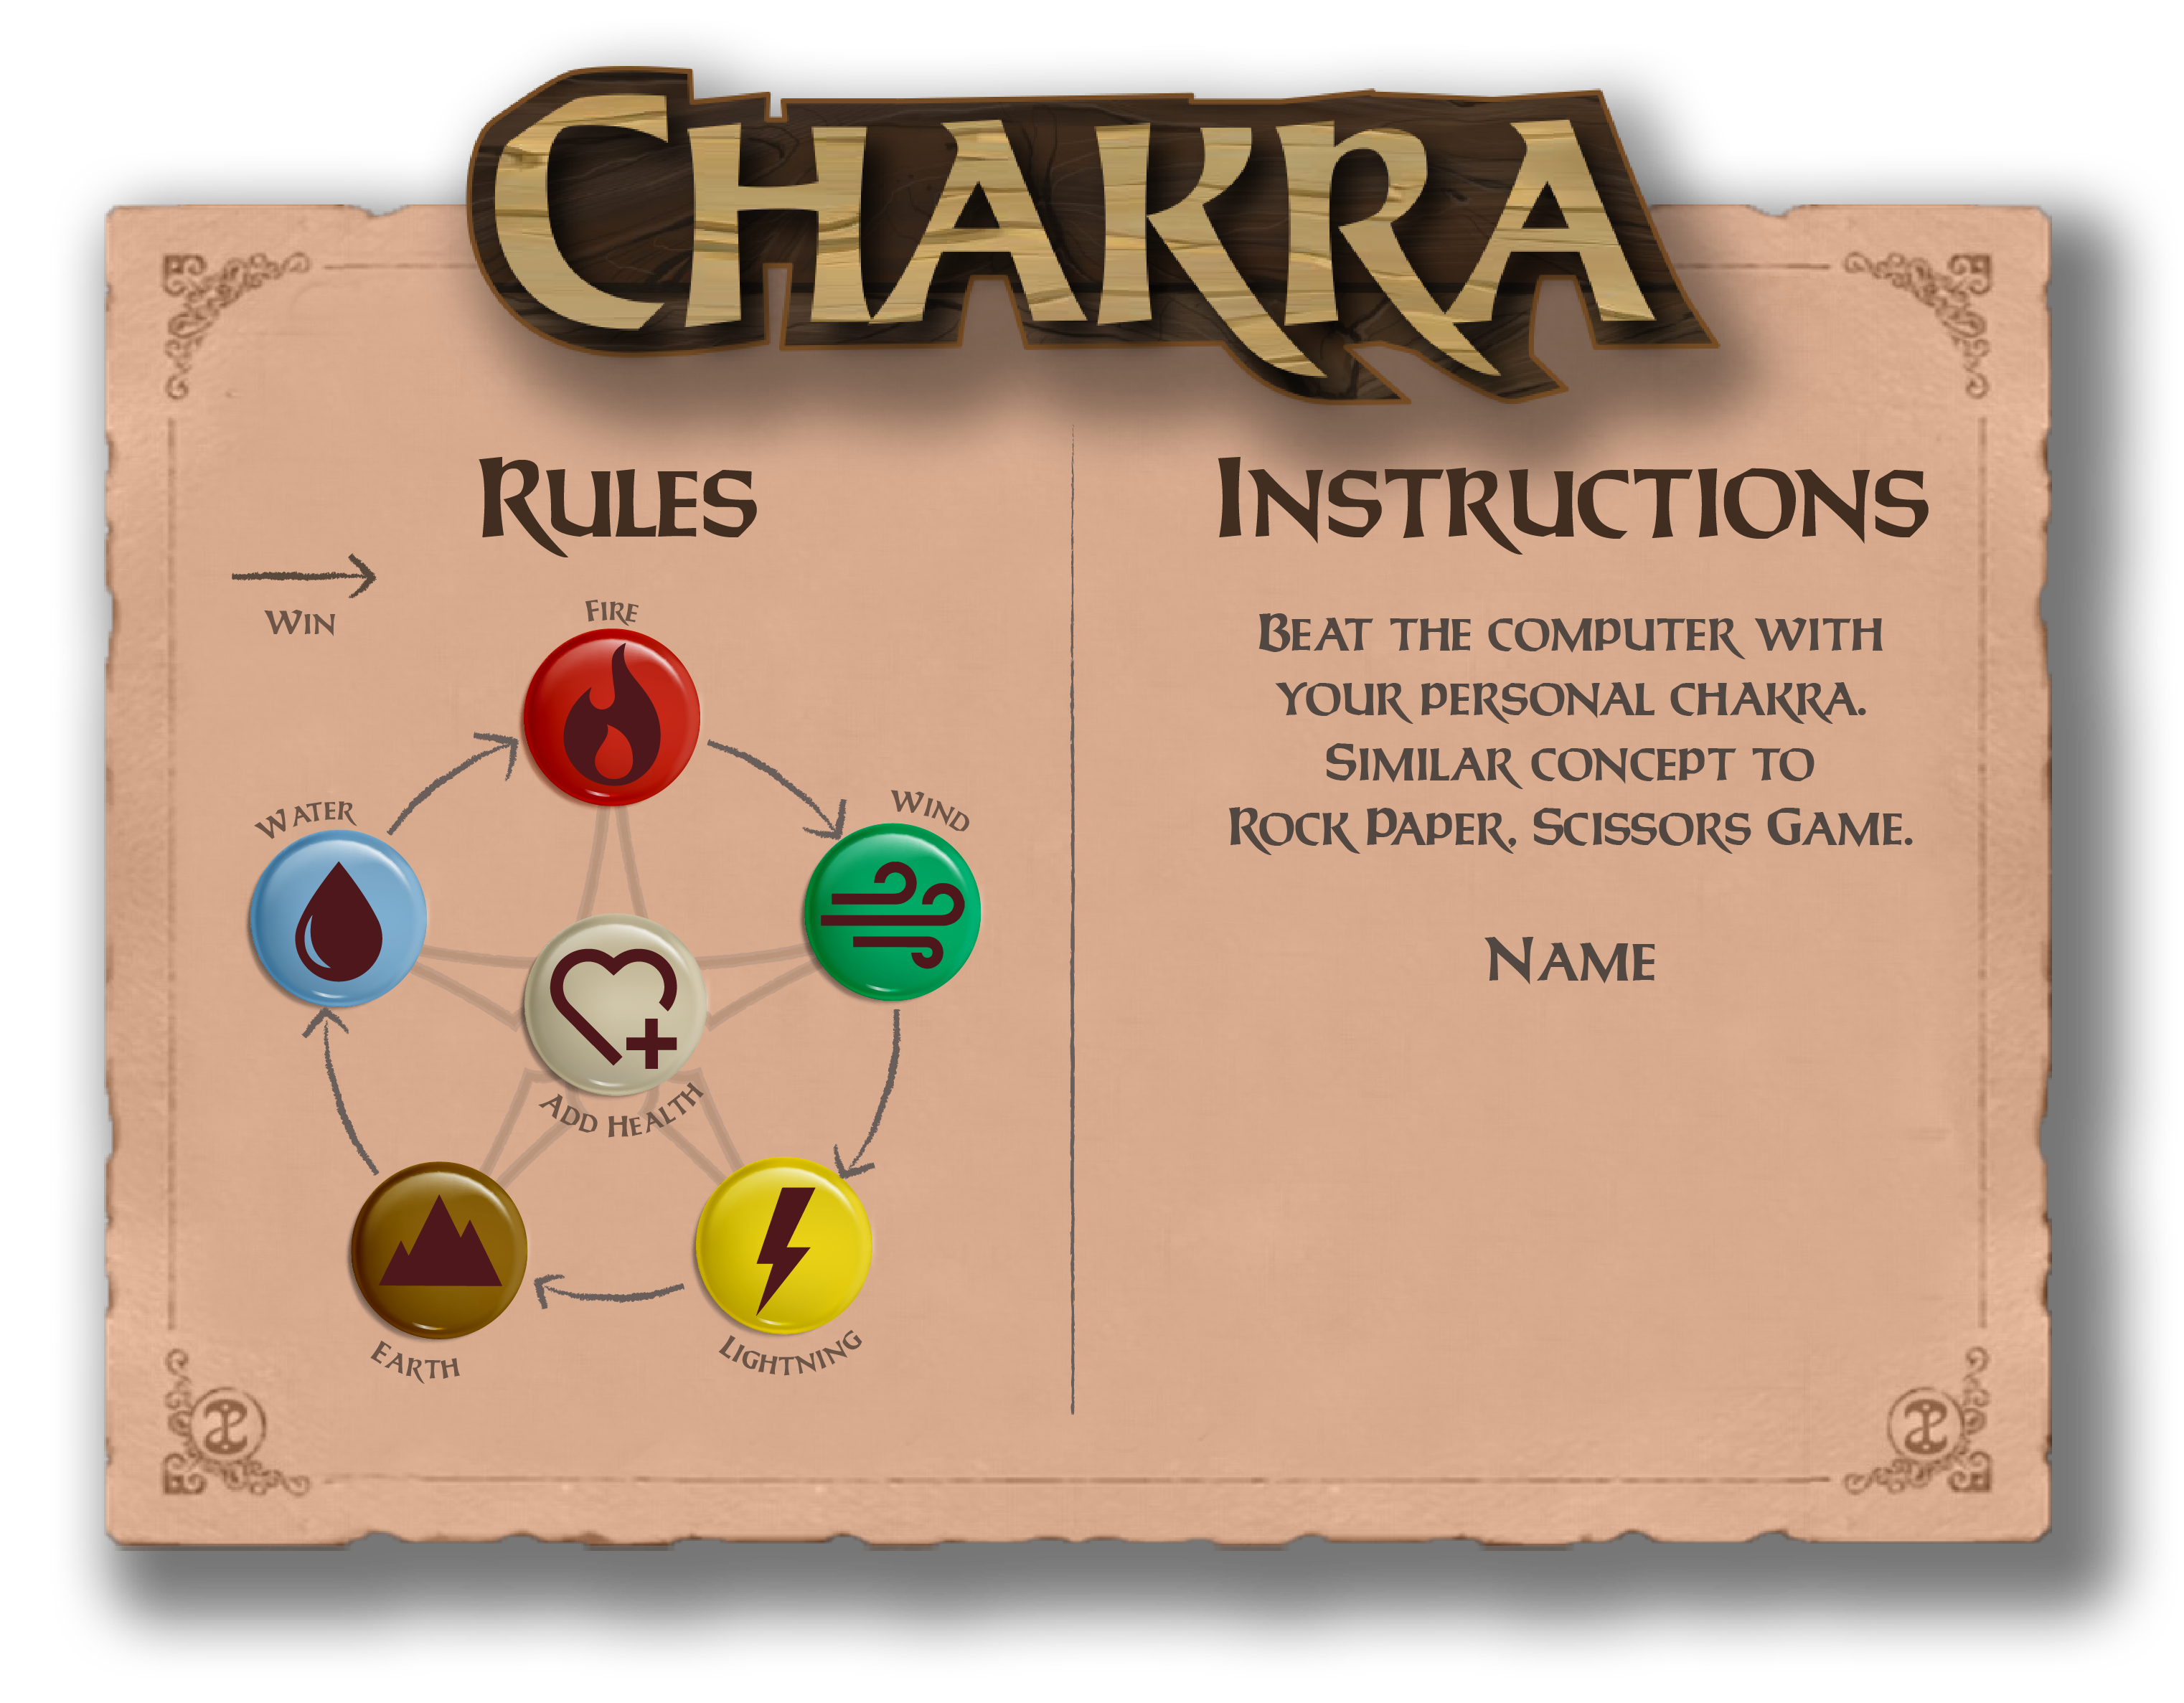 Chakra
Rules
Win
Fire
Wind
Water
Add Health
Earth
Lightning
Instructions
Beat the computer with
your personal chakra.
Similar concept to
Rock Paper, Scissors Game.
Name